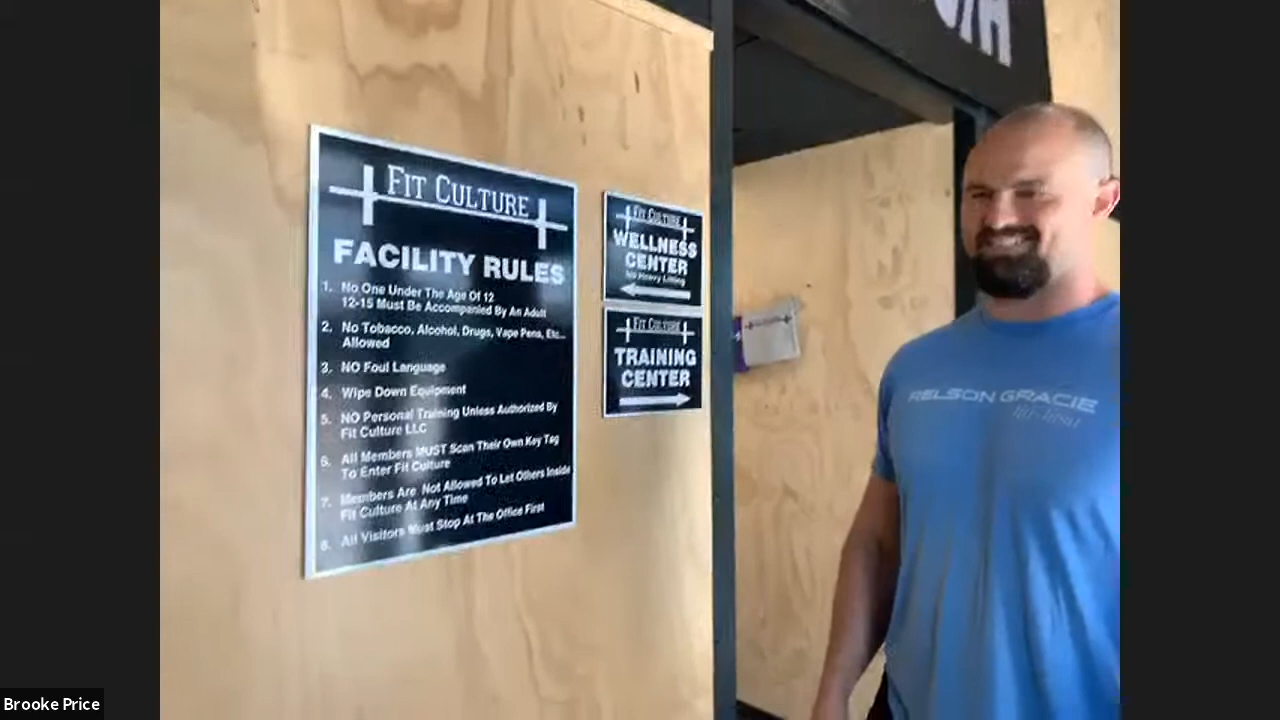 FIT CULTURE
FACILITY RULES
1. No One Under The Age Of 12
12-15 Must Be Accompanied By An Adult
2. No Tobacco, Alcohol, Drugs, Vape Pens, Etc...
Allowed
3. NO Foul Language
4. Wipe Down Equipment
5. NO Personal Training Unless Authorized By
Fit Culture LLC
6. All Members MUST Scan Their Own Key Tag
To Enter Fit Culture
7. Members Are Not Allowed To Let Others Inside
Fit Culture At Any Time
8. All Visitors Must Stop At The Office First
FIT CULTURE
WELLNESS
CENTER
No Heavy Lifting
FIT CULTURE
TRAINING
CENTER
RELSON GRACIE
JIU-JITSU
Brooke Price